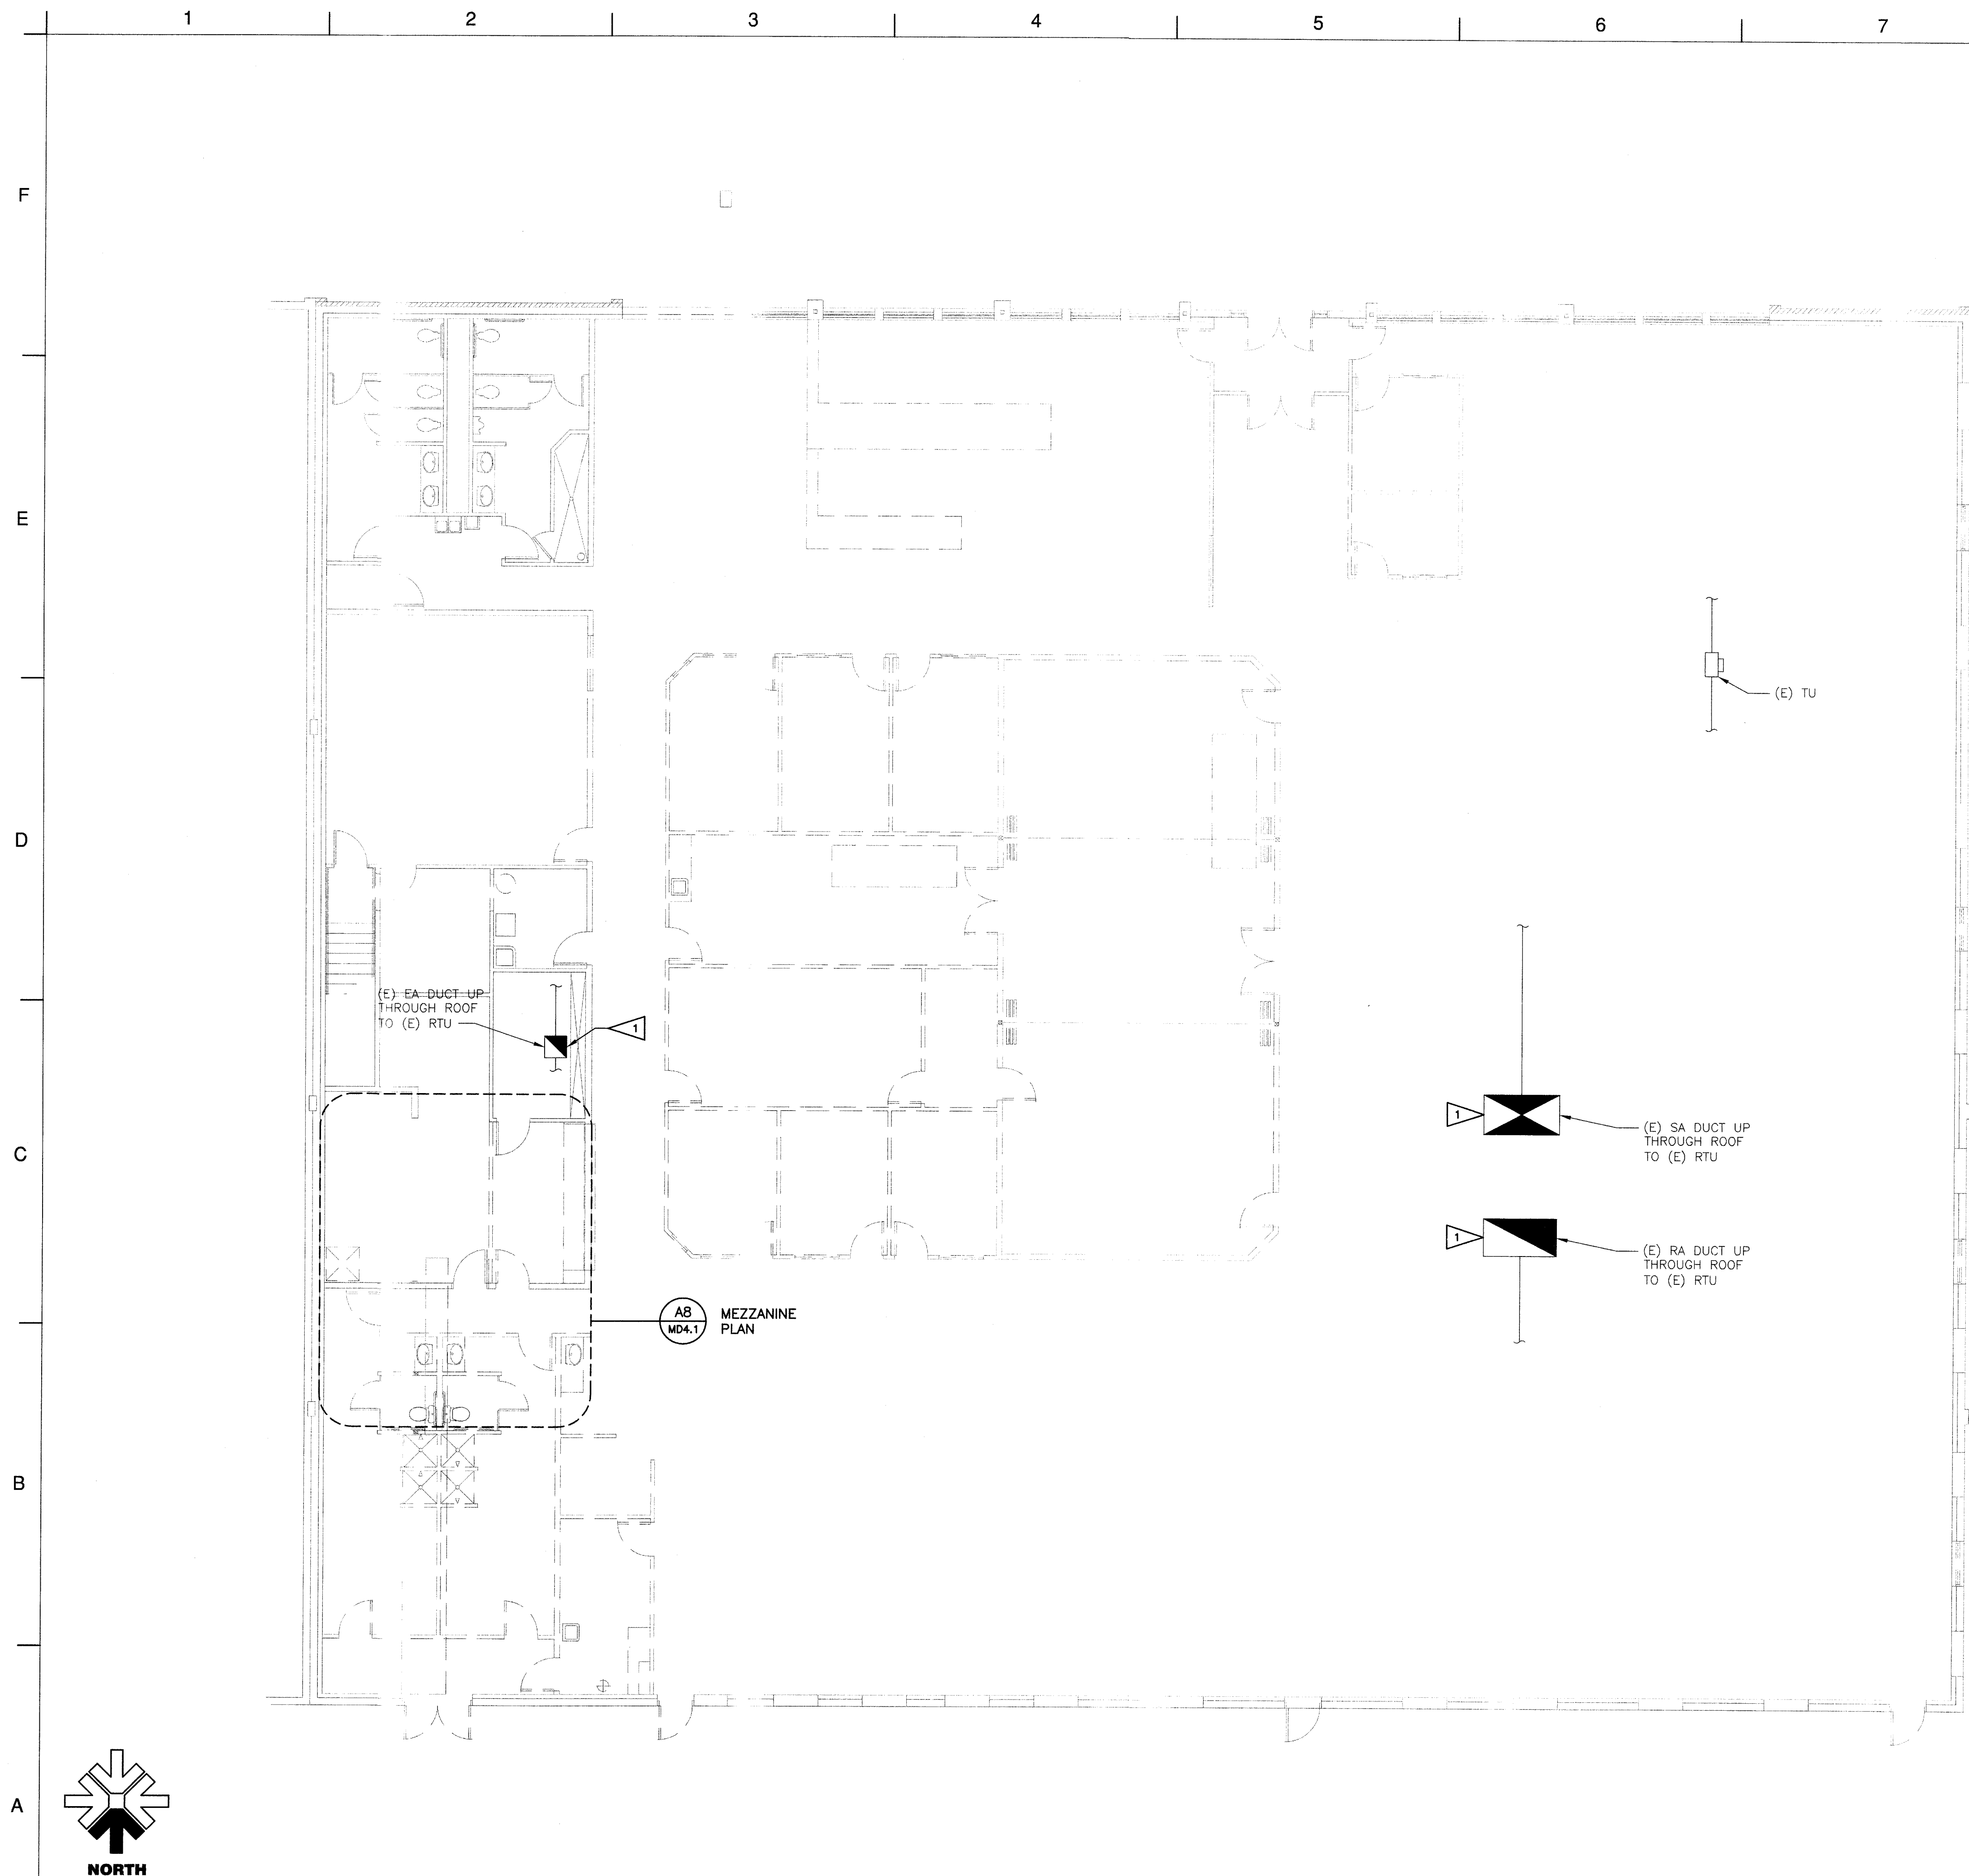 1
2
3
4
5
6
7
F
E
(E) TU
D
(E) EA DUCT UP
THROUGH ROOF
TO (E) RTU
1
1
(E) SA DUCT UP
THROUGH ROOF
TO (E) RTU
C
1
(E) RA DUCT UP
THROUGH ROOF
TO (E) RTU
A8
MD4.1
MEZZANINE
PLAN
B
A
NORTH